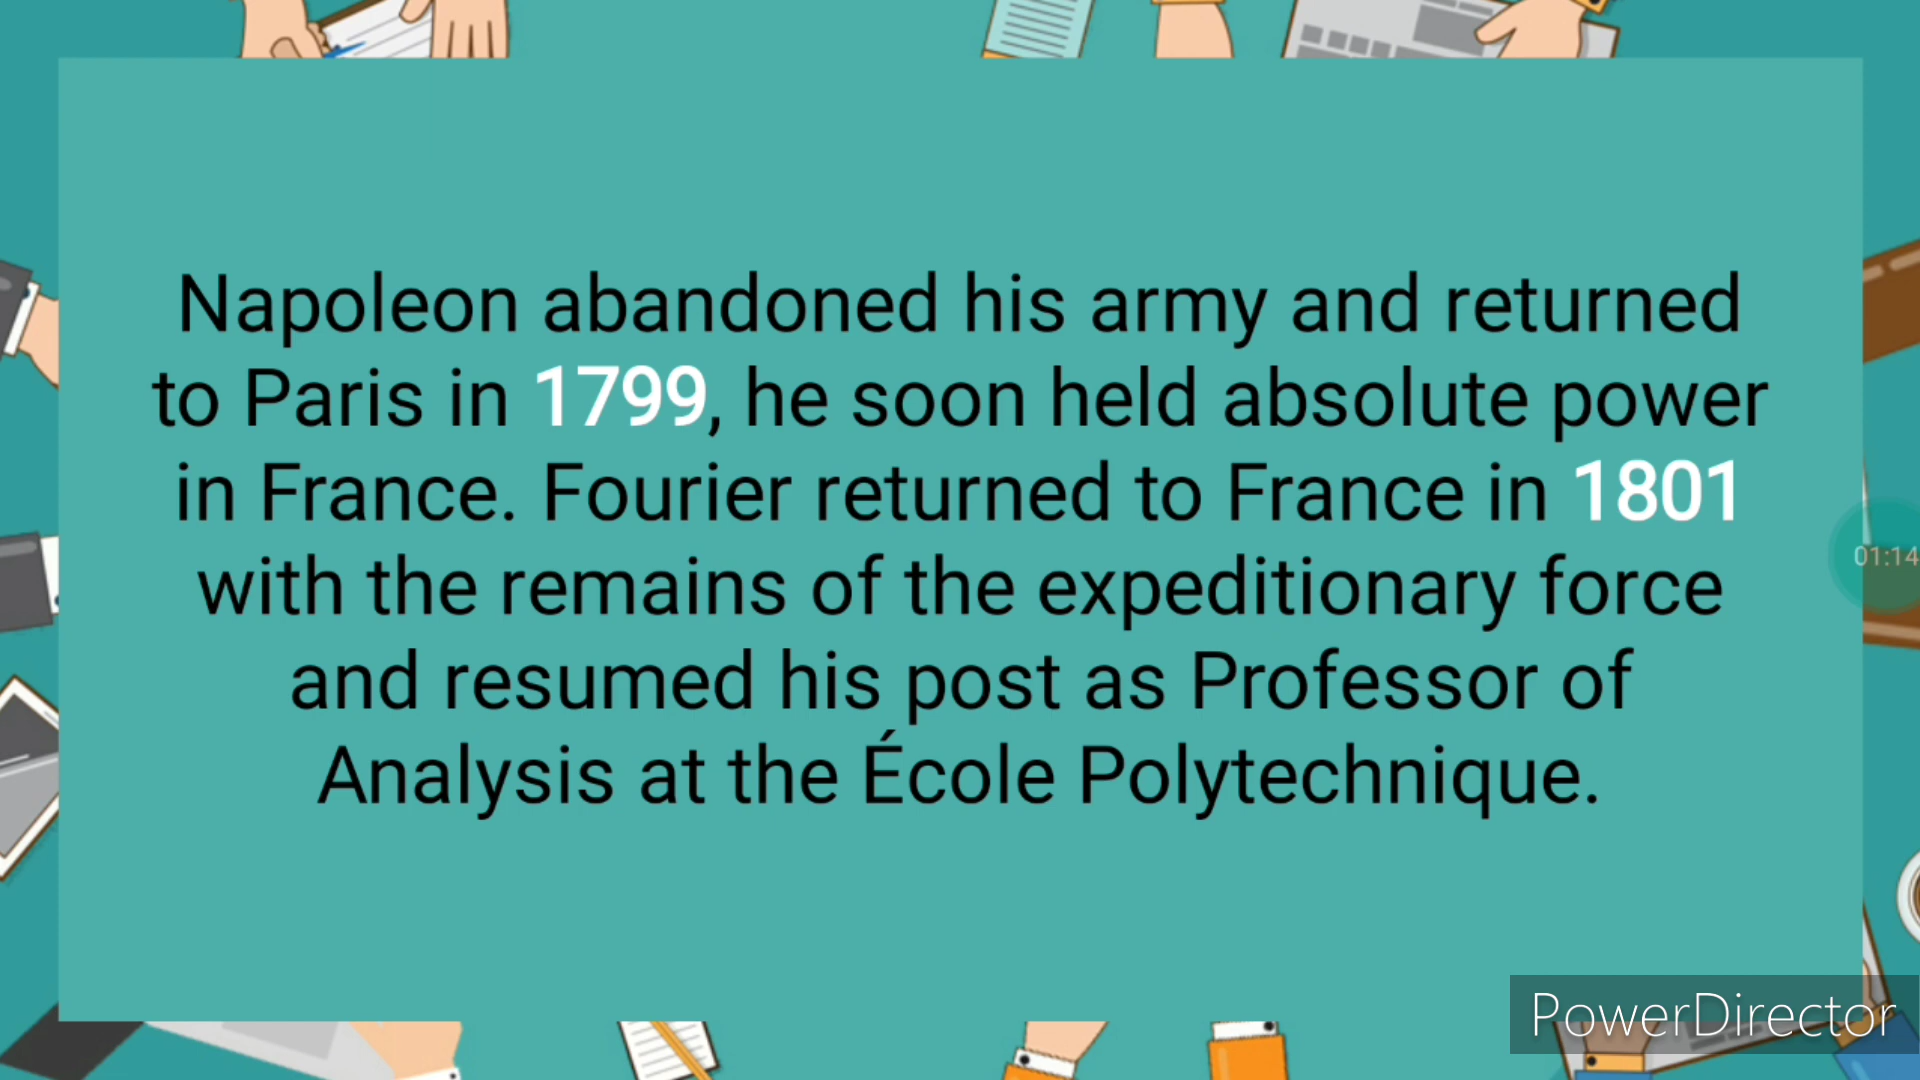 Napoleon abandoned his army and returned
to Paris in 1799, he soon held absolute power
in France. Fourier returned to France in 1801
with the remains of the expeditionary force
and resumed his post as Professor of
Analysis at the École Polytechnique.
01:14
PowerDirector